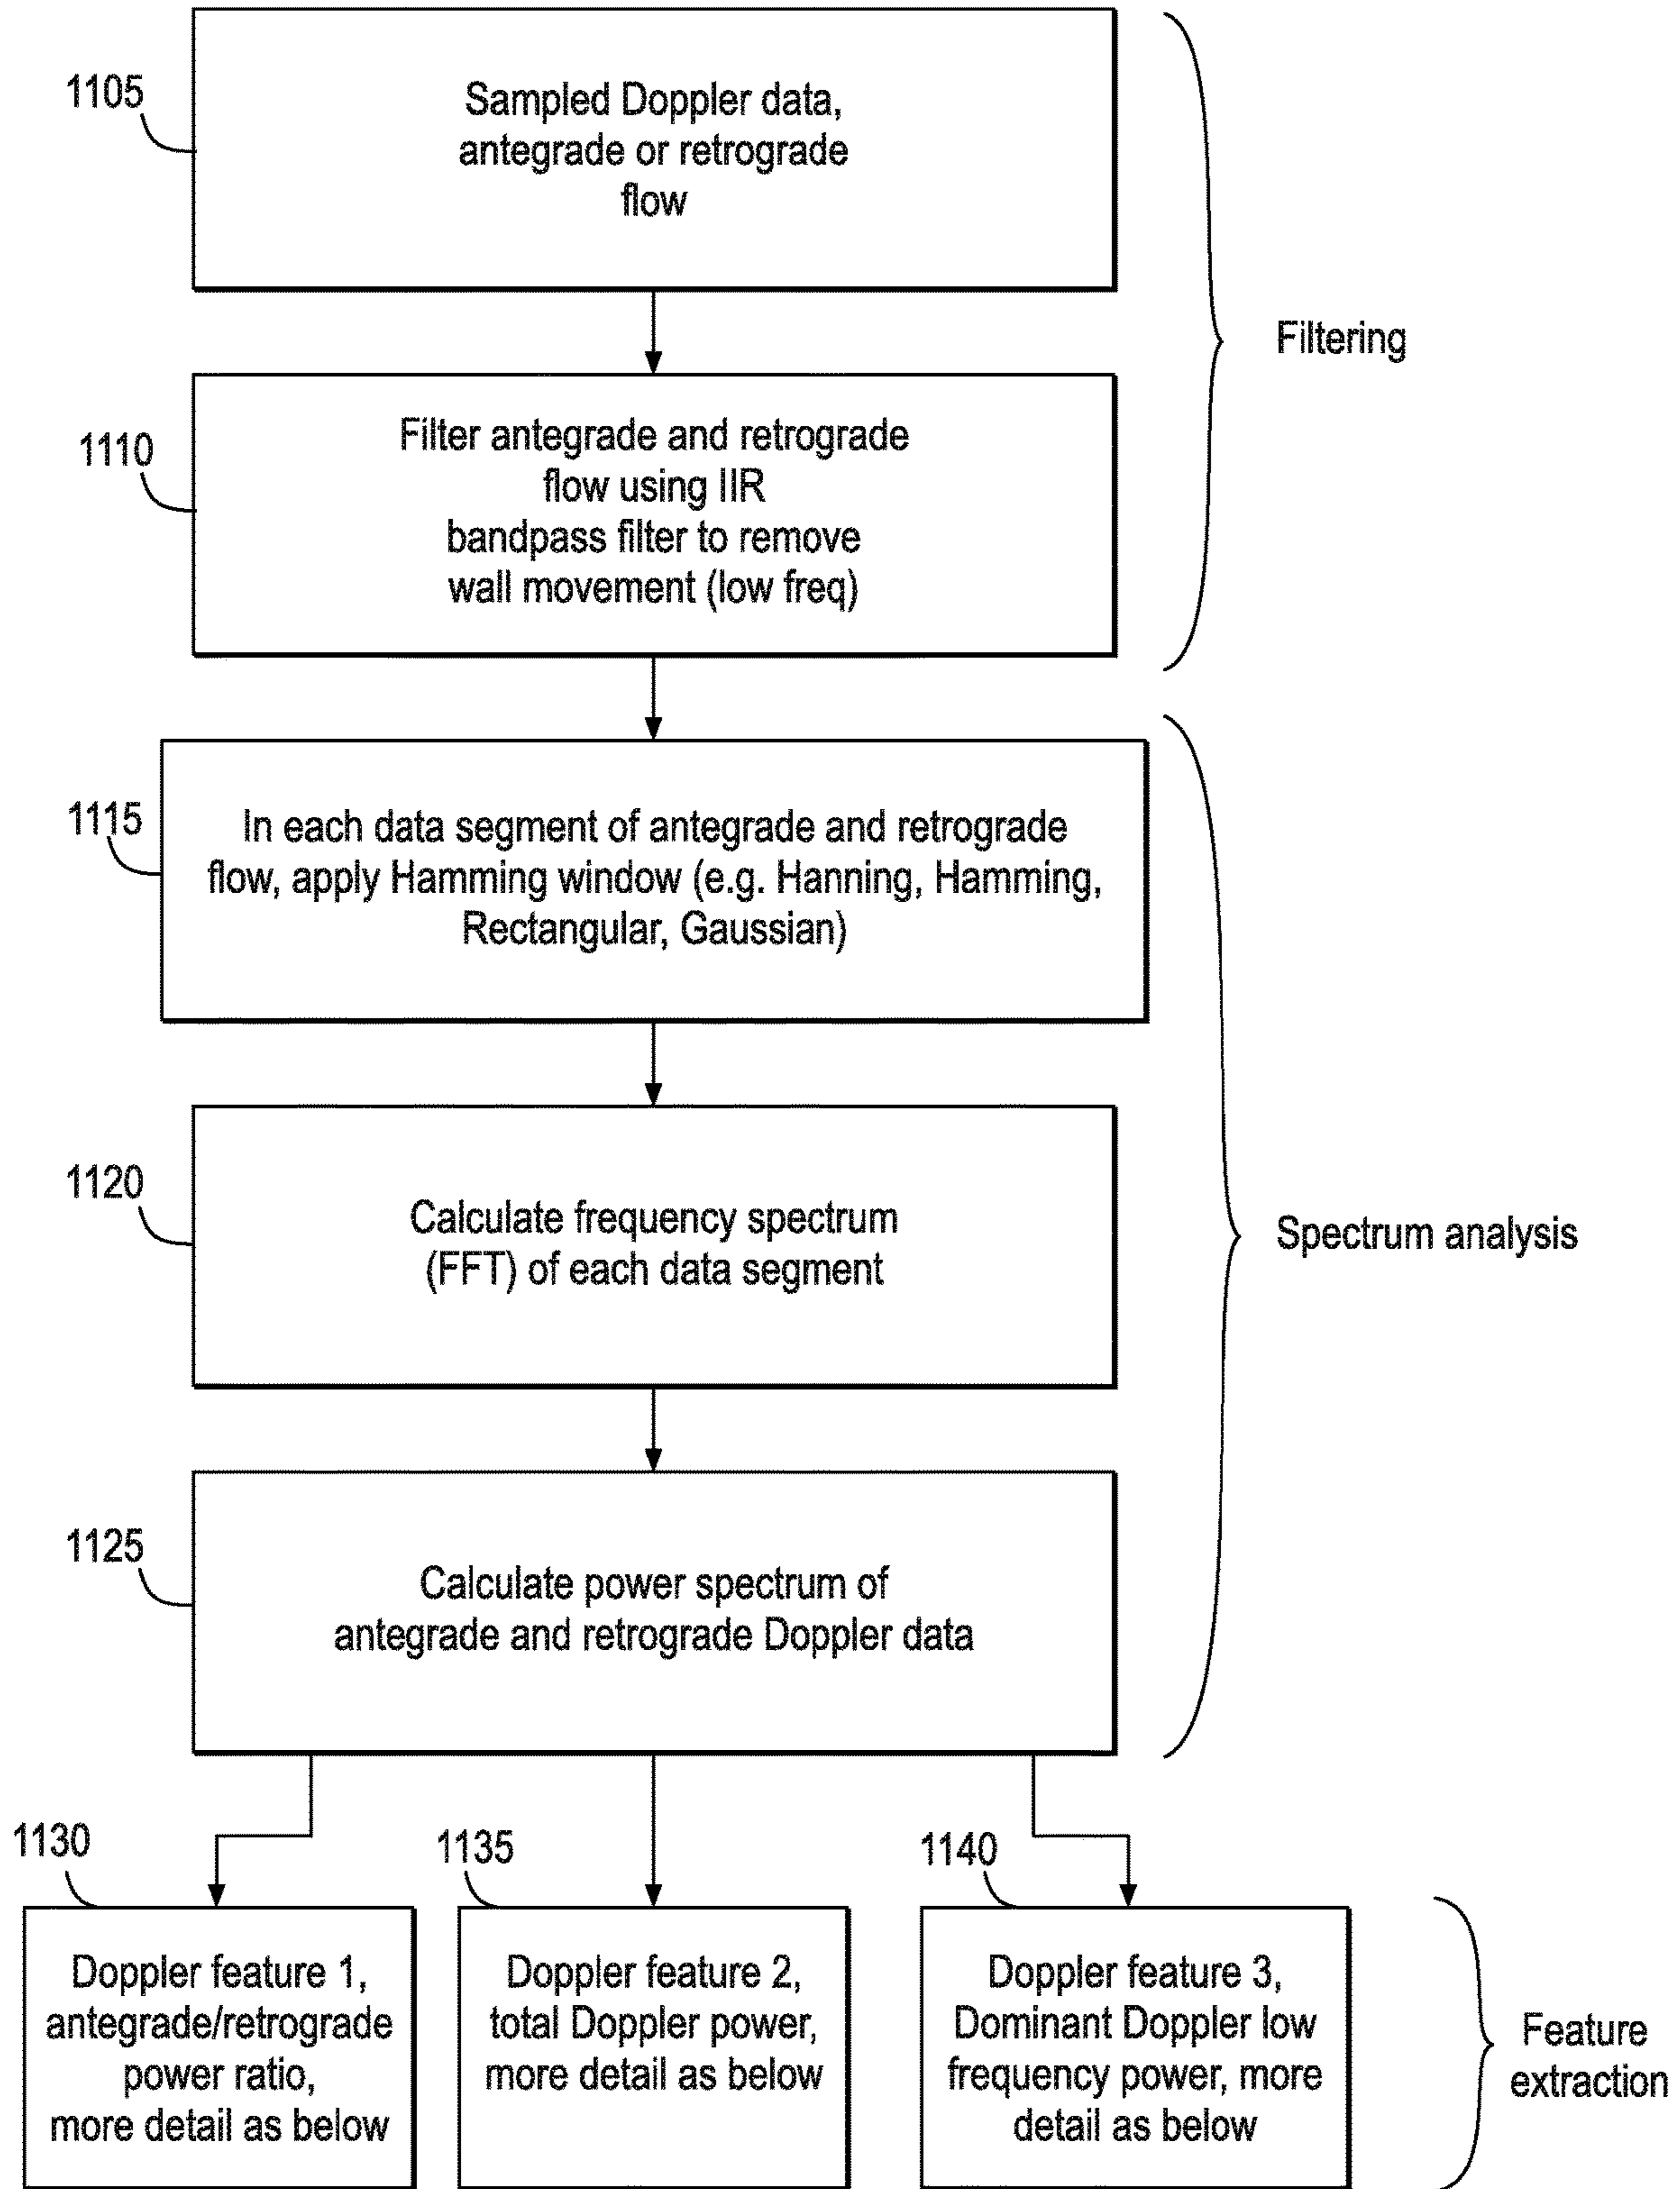 1105
Sampled Doppler data,
antegrade or retrograde
flow
Filtering
1110
Filter antegrade and retrograde
flow using IIR
bandpass filter to remove
wall movement (low freq)
1115
In each data segment of antegrade and retrograde
flow, apply Hamming window (e.g. Hanning, Hamming,
Rectangular, Gaussian)
1120
Calculate frequency spectrum
(FFT) of each data segment
Spectrum analysis
1125
Calculate power spectrum of
antegrade and retrograde Doppler data
1130
Doppler feature 1,
antegrade/retrograde
power ratio,
more detail as below
1135
Doppler feature 2,
total Doppler power,
more detail as below
1140
Doppler feature 3,
Dominant Doppler low
frequency power, more
detail as below
Feature
extraction